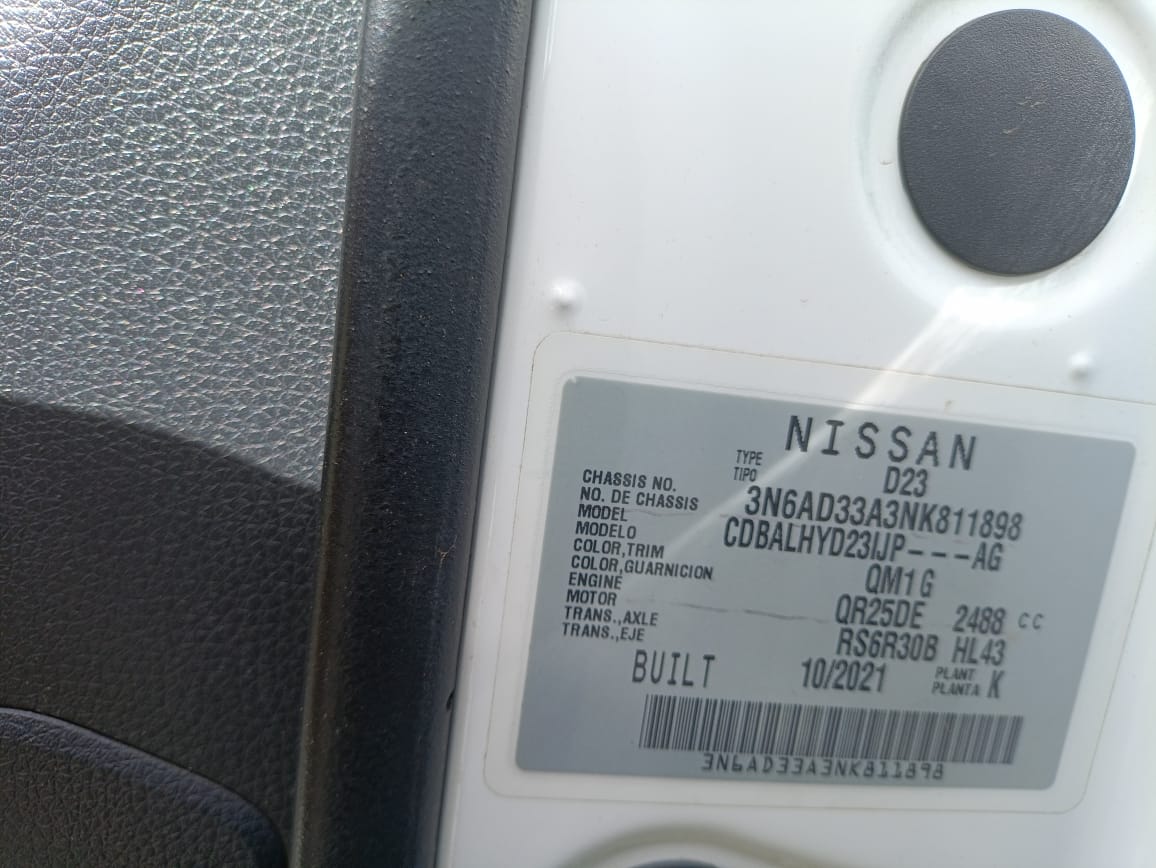 NISSAN
TYPE
TIPO D23
CHASSIS NO.
NO. DE CHASSIS 3N6AD33A3NK811898
MODEL
MODELO CDBALHYD23IJP---AG
COLOR,TRIM
COLOR,GUARNICION QM1 G
ENGINE
MOTOR QR25DE 2488 cc
TRANS.,AXLE
TRANS.,EJE RS6R30B HL43
BUILT 10/2021 PLANT
PLANTA K
3N6AD33A3NK811898